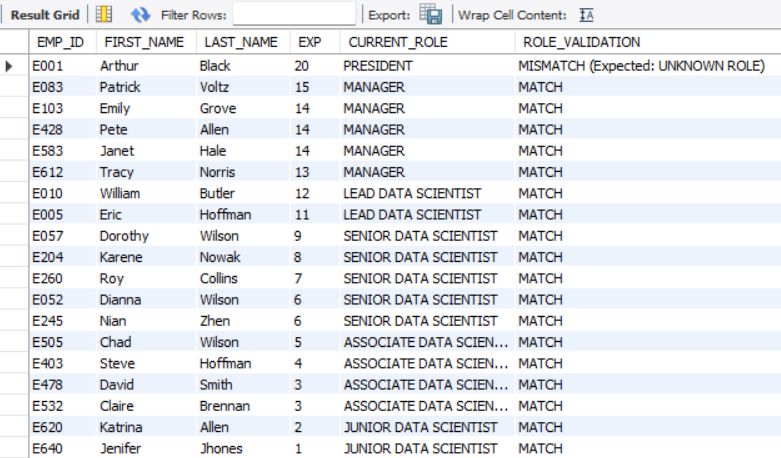 Result Grid Filter Rows: Export: Wrap Cell Content: IA
EMP_ID FIRST_NAME LAST_NAME EXP CURRENT_ROLE ROLE_VALIDATION
E001 Arthur Black 20 PRESIDENT MISMATCH (Expected: UNKNOWN ROLE)
E083 Patrick Voltz 15 MANAGER MATCH
E103 Emily Grove 14 MANAGER MATCH
E428 Pete Allen 14 MANAGER MATCH
E583 Janet Hale 14 MANAGER MATCH
E612 Tracy Norris 13 MANAGER MATCH
E010 William Butler 12 LEAD DATA SCIENTIST MATCH
E005 Eric Hoffman 11 LEAD DATA SCIENTIST MATCH
E057 Dorothy Wilson 9 SENIOR DATA SCIENTIST MATCH
E204 Karene Nowak 8 SENIOR DATA SCIENTIST MATCH
E260 Roy Collins 7 SENIOR DATA SCIENTIST MATCH
E052 Dianna Wilson 6 SENIOR DATA SCIENTIST MATCH
E245 Nian Zhen 6 SENIOR DATA SCIENTIST MATCH
E505 Chad Wilson 5 ASSOCIATE DATA SCIEN... MATCH
E403 Steve Hoffman 4 ASSOCIATE DATA SCIEN... MATCH
E478 David Smith 3 ASSOCIATE DATA SCIEN... MATCH
E532 Claire Brennan 3 ASSOCIATE DATA SCIEN... MATCH
E620 Katrina Allen 2 JUNIOR DATA SCIENTIST MATCH
E640 Jenifer Jhones 1 JUNIOR DATA SCIENTIST MATCH